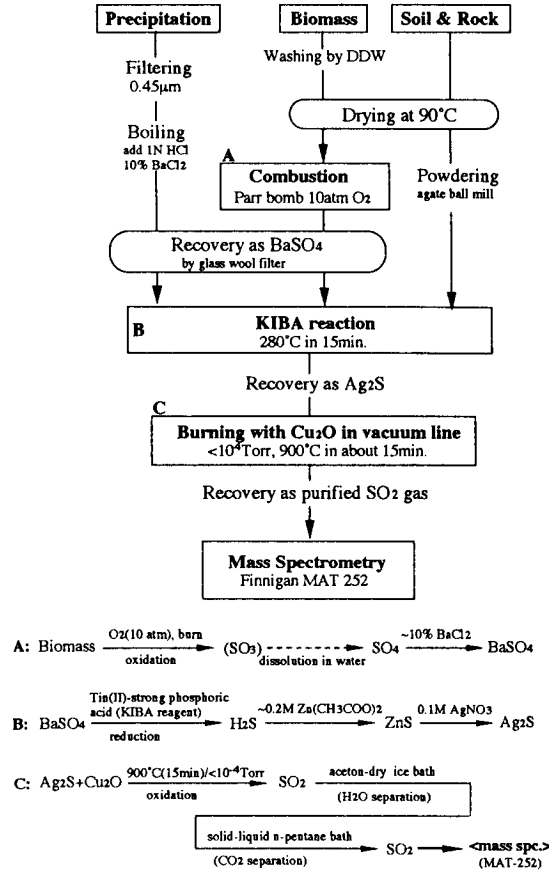 Precipitation Biomass Soil & Rock
Washing by DDW
Filtering
0.45µm
Drying at 90°C
Boiling
add 1N HCl
10% BaCl2
A
Combustion
Parr bomb 10atm O2
Powdering
agate ball mill
Recovery as BaSO4
by glass wool filter
B
KIBA reaction
280°C in 15min.
Recovery as Ag2S
C
Burning with Cu2O in vacuum line
<10-4Torr, 900°C in about 15min.
Recovery as purified SO2 gas
Mass Spectrometry
Finnigan MAT 252
A: Biomass O2(10 atm), burn oxidation (SO3) dissolution in water SO4 ~10% BaCl2 BaSO4
B: BaSO4 Tin(II)-strong phosphoric acid (KIBA reagent) reduction H2S ~0.2M Zn(CH3COO)2 ZnS 0.1M AgNO3 Ag2S
C: Ag2S+Cu2O 900°C(15min)/<10-4Torr oxidation SO2 aceton-dry ice bath (H2O separation)
solid-liquid n-pentane bath (CO2 separation) SO2 <mass spc.> (MAT-252)